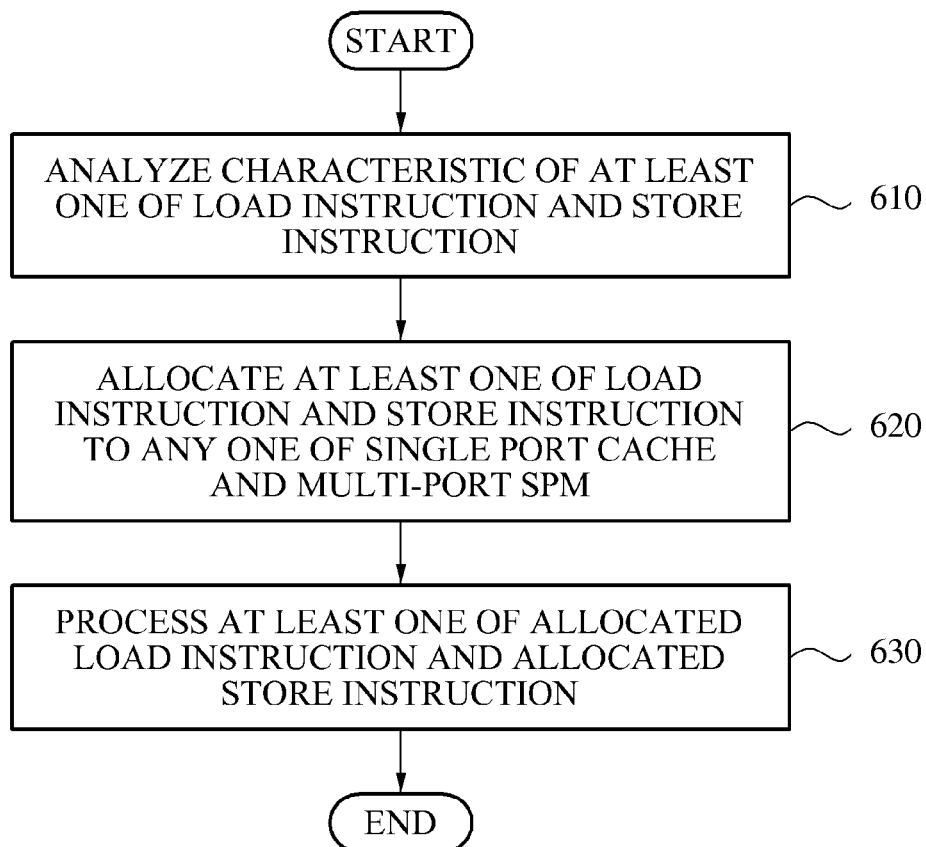 START
ANALYZE CHARACTERISTIC OF AT LEAST
ONE OF LOAD INSTRUCTION AND STORE
INSTRUCTION
610
ALLOCATE AT LEAST ONE OF LOAD
INSTRUCTION AND STORE INSTRUCTION
TO ANY ONE OF SINGLE PORT CACHE
AND MULTI-PORT SPM
620
PROCESS AT LEAST ONE OF ALLOCATED
LOAD INSTRUCTION AND ALLOCATED
STORE INSTRUCTION
630
END